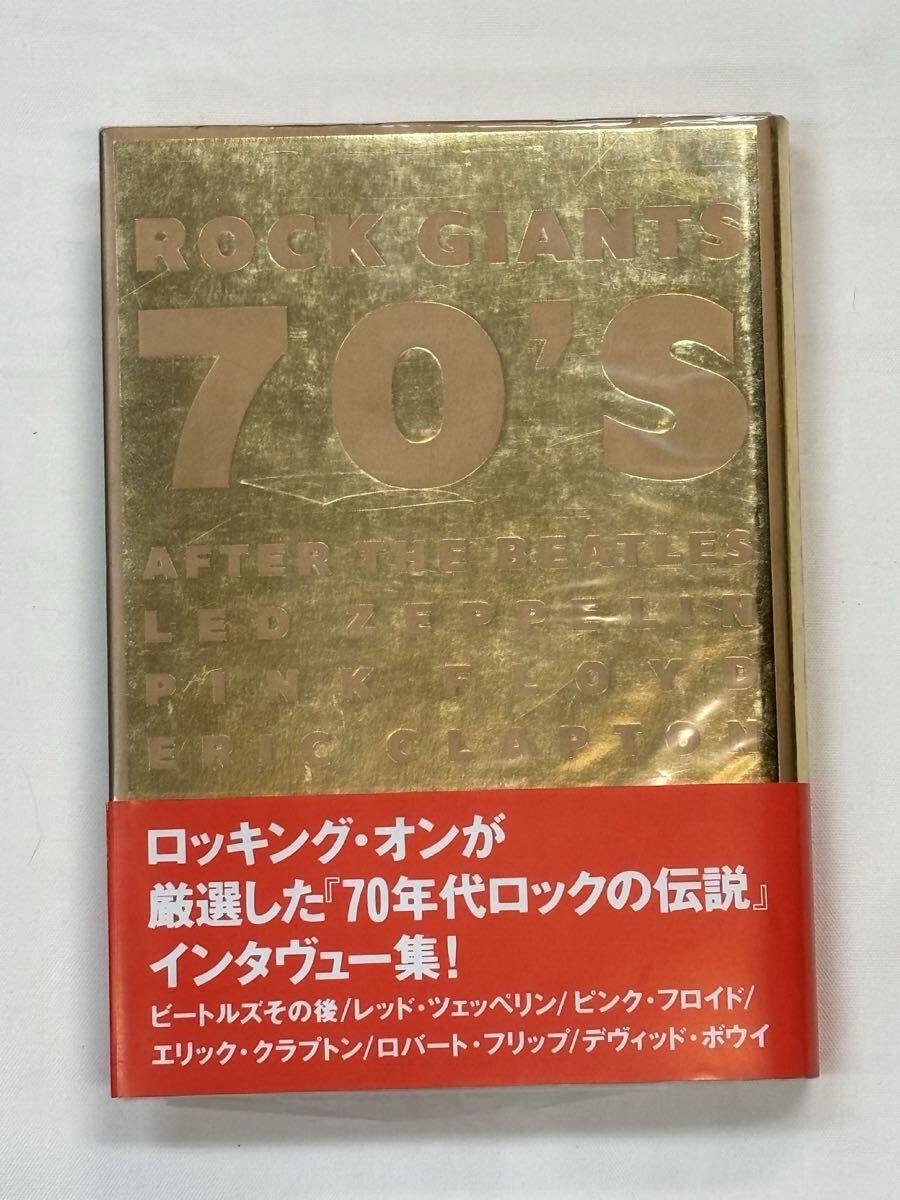 ROCK GIANTS
70'S
AFTER THE BEATLES
LED ZEPPELIN
PINK FLOYD
ERIC CLAPTON
ロッキング・オンが
厳選した『70年代ロックの伝説』
インタヴュー集!
ビートルズその後/レッド・ツェッペリン/ピンク・フロイド/
エリック・クラプトン/ロバート・フリップ/デヴィッド・ボウイ